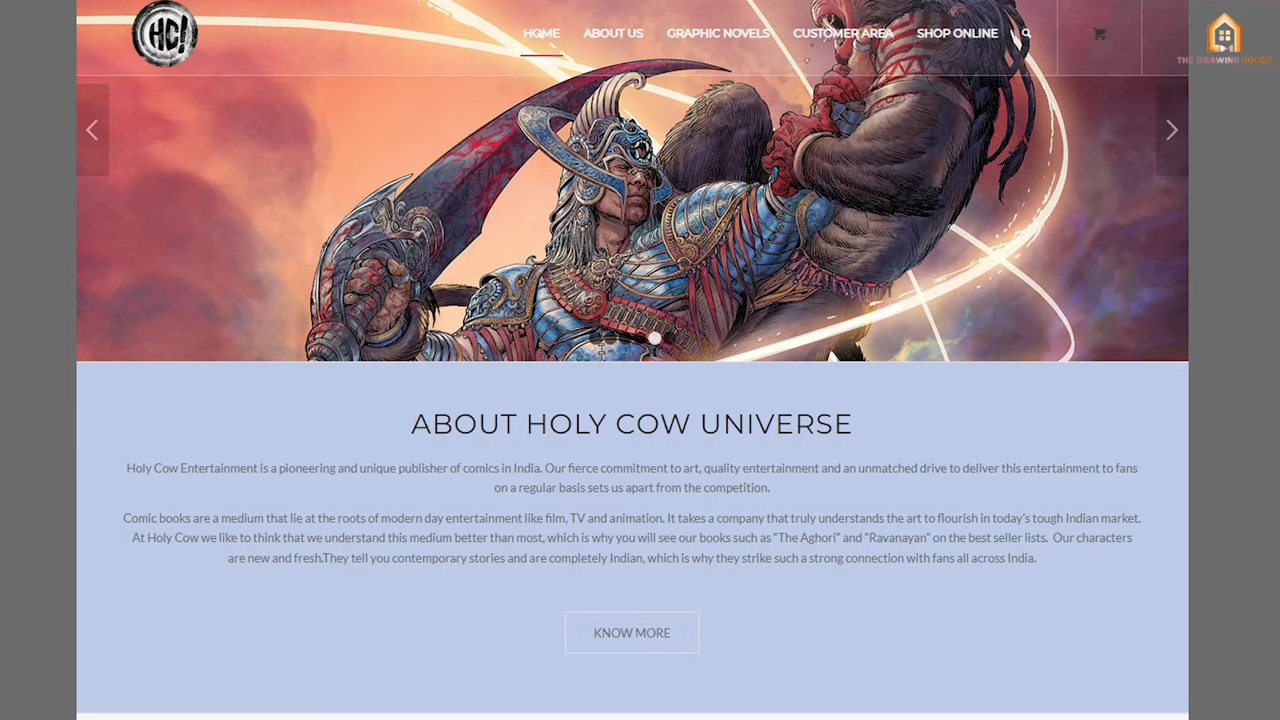 HC!
HOME ABOUT US GRAPHIC NOVELS CUSTOMER AREA SHOP ONLINE
THE DRAWING HOUSE
ABOUT HOLY COW UNIVERSE
Holy Cow Entertainment is a pioneering and unique publisher of comics in India. Our fierce commitment to art, quality entertainment and an unmatched drive to deliver this entertainment to fans
on a regular basis sets us apart from the competition.
Comic books are a medium that lie at the roots of modern day entertainment like film, TV and animation. It takes a company that truly understands the art to flourish in today's tough Indian market.
At Holy Cow we like to think that we understand this medium better than most, which is why you will see our books such as "The Aghori" and "Ravanayan" on the best seller lists.  Our characters
are new and fresh.They tell you contemporary stories and are completely Indian, which is why they strike such a strong connection with fans all across India.
KNOW MORE